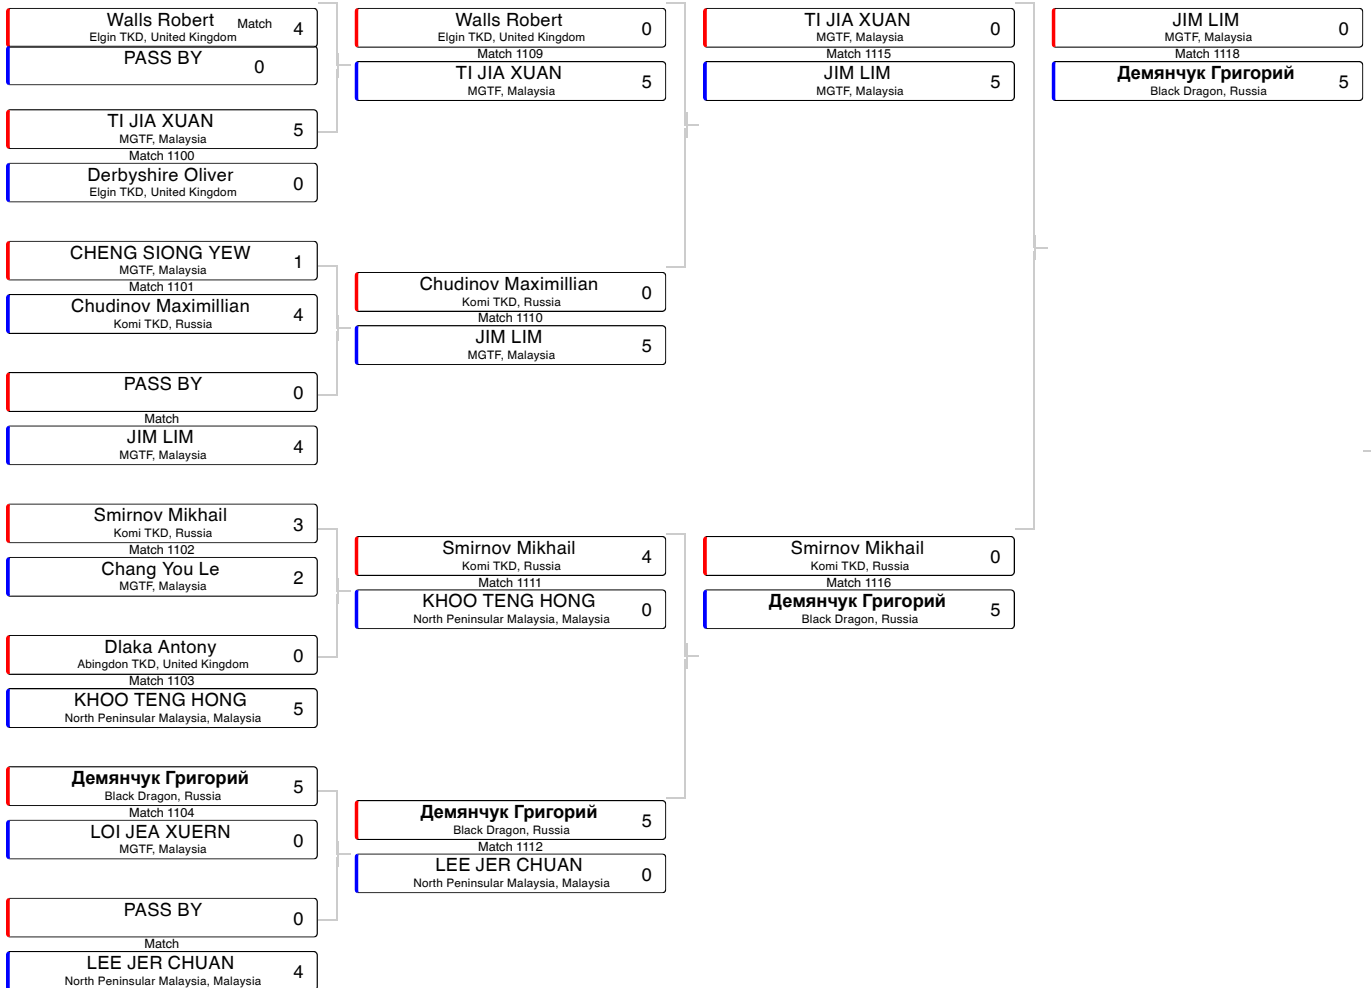 Walls Robert Match 4
Elgin TKD, United Kingdom
PASS BY 0
TI JIA XUAN 5
MGTF, Malaysia
Match 1100
Derbyshire Oliver 0
Elgin TKD, United Kingdom
CHENG SIONG YEW 1
MGTF, Malaysia
Match 1101
Chudinov Maximillian 4
Komi TKD, Russia
PASS BY 0
Match
JIM LIM 4
MGTF, Malaysia
Smirnov Mikhail 3
Komi TKD, Russia
Match 1102
Chang You Le 2
MGTF, Malaysia
Dlaka Antony 0
Abingdon TKD, United Kingdom
Match 1103
KHOO TENG HONG 5
North Peninsular Malaysia, Malaysia
Демянчук Григорий 5
Black Dragon, Russia
Match 1104
LOI JEA XUERN 0
MGTF, Malaysia
PASS BY 0
Match
LEE JER CHUAN 4
North Peninsular Malaysia, Malaysia
Walls Robert 0
Elgin TKD, United Kingdom
Match 1109
TI JIA XUAN 5
MGTF, Malaysia
Chudinov Maximillian 0
Komi TKD, Russia
Match 1110
JIM LIM 5
MGTF, Malaysia
Smirnov Mikhail 4
Komi TKD, Russia
Match 1111
KHOO TENG HONG 0
North Peninsular Malaysia, Malaysia
Демянчук Григорий 5
Black Dragon, Russia
Match 1112
LEE JER CHUAN 0
North Peninsular Malaysia, Malaysia
TI JIA XUAN 0
MGTF, Malaysia
Match 1115
JIM LIM 5
MGTF, Malaysia
Smirnov Mikhail 0
Komi TKD, Russia
Match 1116
Демянчук Григорий 5
Black Dragon, Russia
JIM LIM 0
MGTF, Malaysia
Match 1118
Демянчук Григорий 5
Black Dragon, Russia